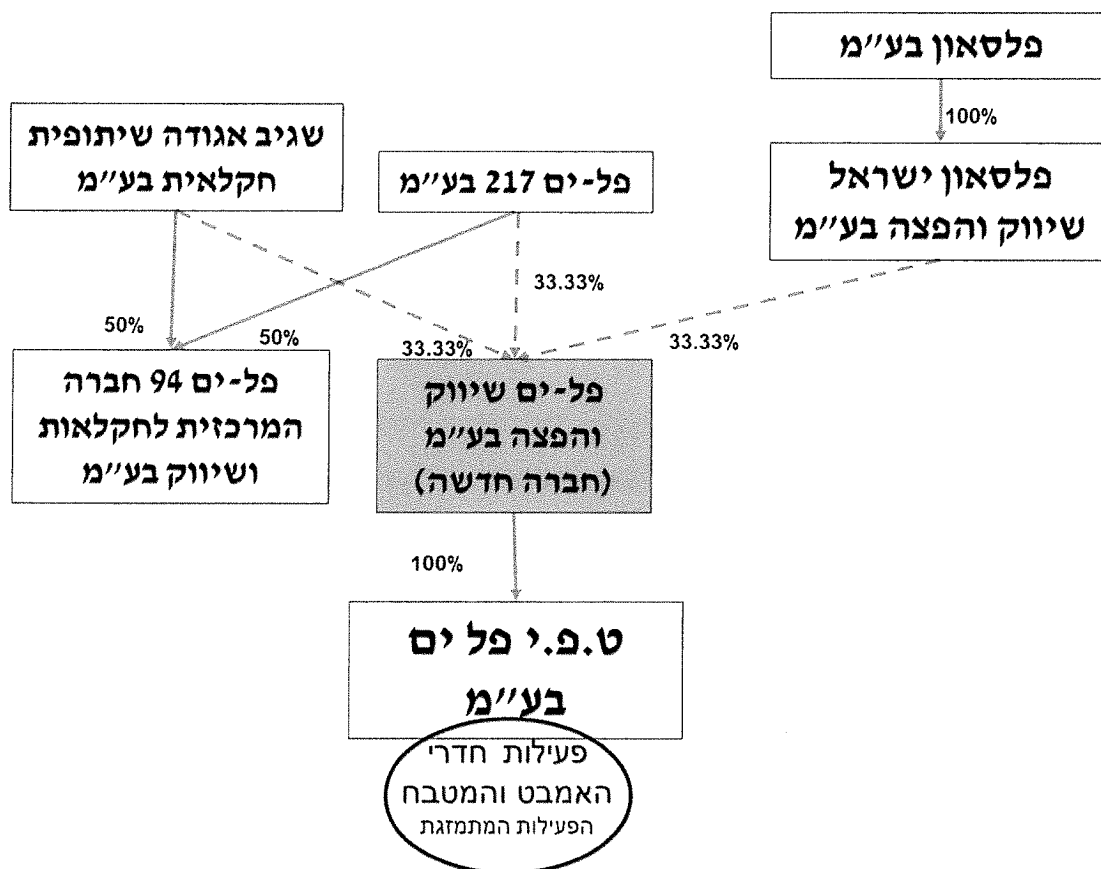 פלסאון בע״מ
100%
שגיב אגודה שיתופית
חקלאית בע״מ
פל-ים 217 בע״מ
פלסאון ישראל
שיווק והפצה בע״מ
33.33%
50%
50%
33.33%
33.33%
פל-ים 94 חברה
המרכזית לחקלאות
ושיווק בע״מ
פל-ים שיווק
והפצה בע״מ
(חברה חדשה)
100%
ט.פ.י פל ים
בע״מ
פעילות חדרי
האמבט והמטבח
הפעילות המתמזגת